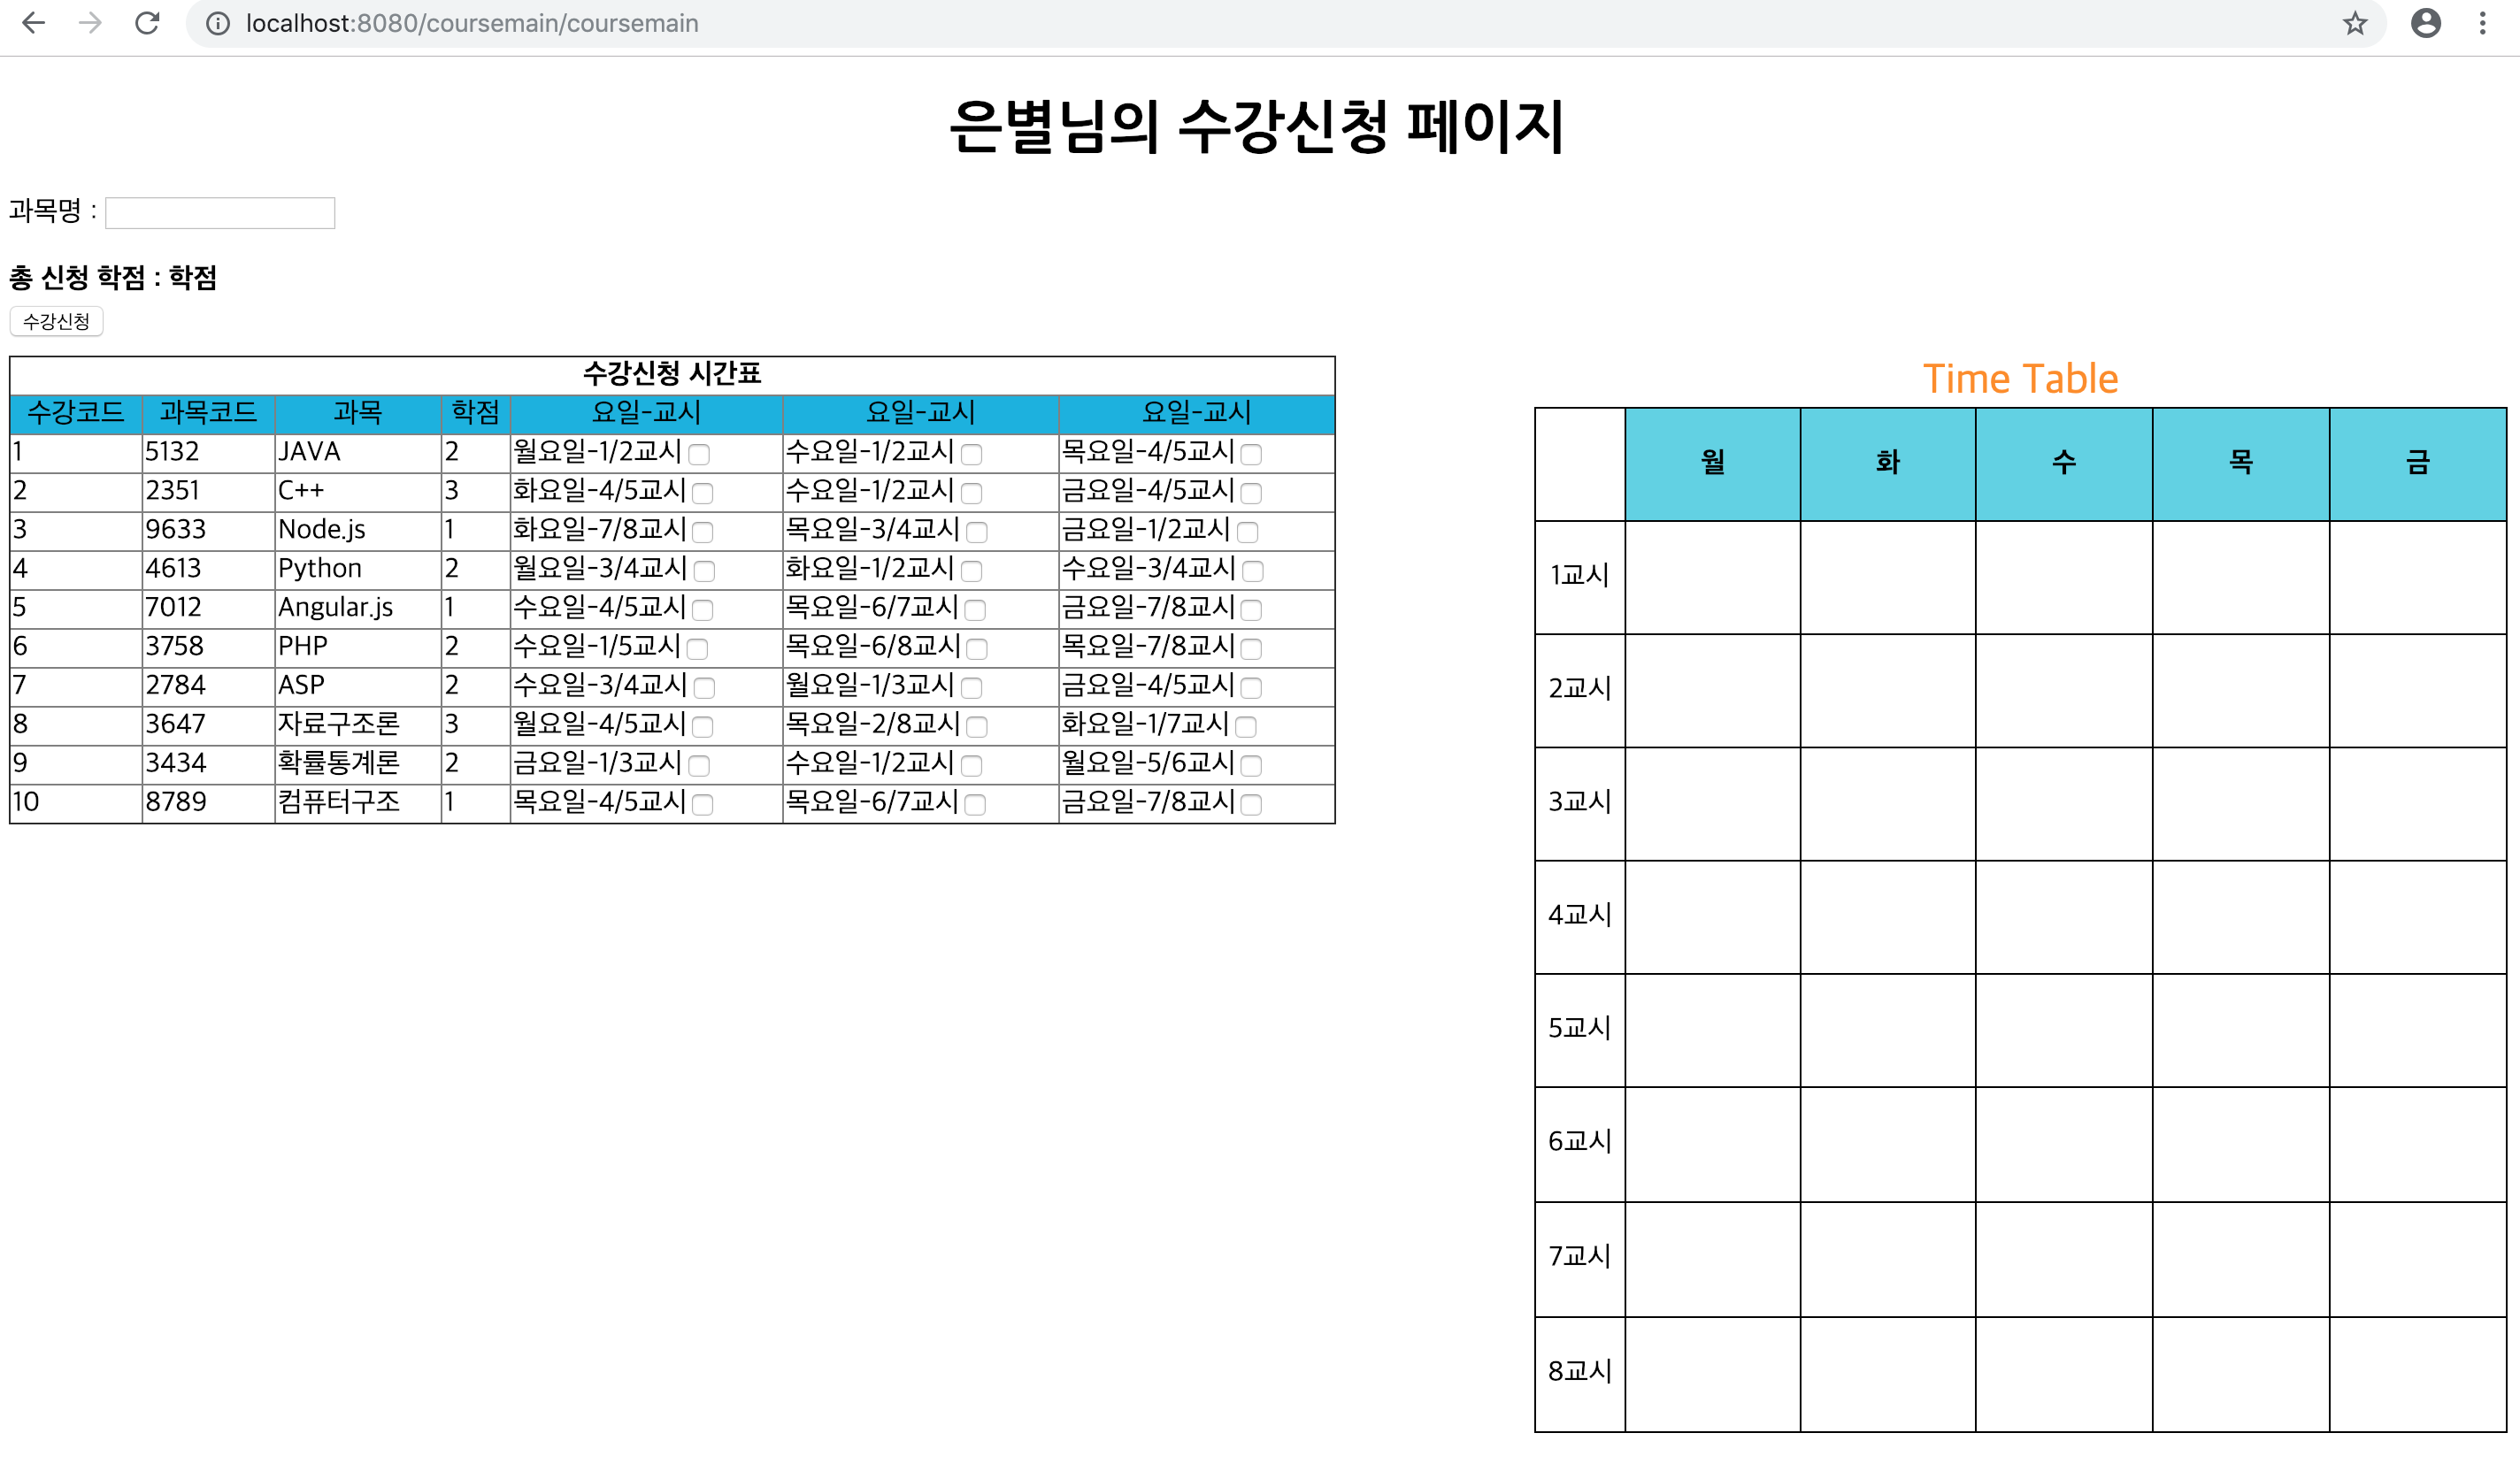 localhost:8080/coursemain/coursemain
은별님의 수강신청 페이지
과목명 :
총 신청 학점 : 학점
수강신청
수강신청 시간표
수강코드 과목코드 과목 학점 요일-교시 요일-교시 요일-교시
1 5132 JAVA 2 월요일-1/2교시 수요일-1/2교시 목요일-4/5교시
2 2351 C++ 3 화요일-4/5교시 수요일-1/2교시 금요일-4/5교시
3 9633 Node.js 1 화요일-7/8교시 목요일-3/4교시 금요일-1/2교시
4 4613 Python 2 월요일-3/4교시 화요일-1/2교시 수요일-3/4교시
5 7012 Angular.js 1 수요일-4/5교시 목요일-6/7교시 금요일-7/8교시
6 3758 PHP 2 수요일-1/5교시 목요일-6/8교시 목요일-7/8교시
7 2784 ASP 2 수요일-3/4교시 월요일-1/3교시 금요일-4/5교시
8 3647 자료구조론 3 월요일-4/5교시 목요일-2/8교시 화요일-1/7교시
9 3434 확률통계론 2 금요일-1/3교시 수요일-1/2교시 월요일-5/6교시
10 8789 컴퓨터구조 1 목요일-4/5교시 목요일-6/7교시 금요일-7/8교시
Time Table
월 화 수 목 금
1교시
2교시
3교시
4교시
5교시
6교시
7교시
8교시